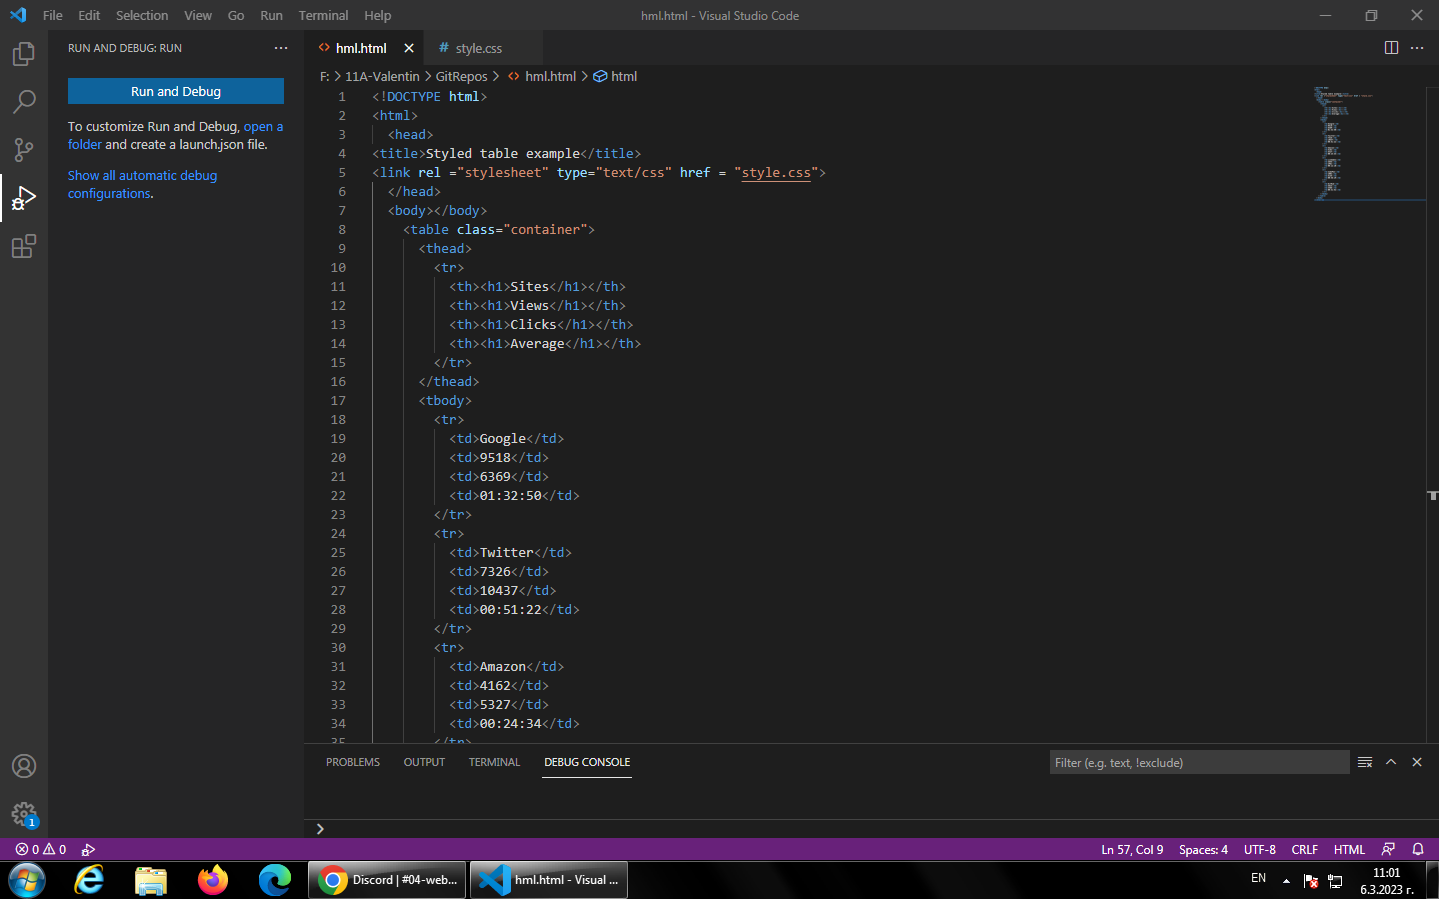 File Edit Selection View Go Run Terminal Help
hml.html - Visual Studio Code
RUN AND DEBUG: RUN
Run and Debug
To customize Run and Debug, open a
folder and create a launch.json file.
Show all automatic debug
configurations.
hml.html
style.css
F: > 11A-Valentin > GitRepos > hml.html > html
1 <!DOCTYPE html>
2 <html>
3 <head>
4 <title>Styled table example</title>
5 <link rel ="stylesheet" type="text/css" href = "style.css">
6 </head>
7 <body></body>
8 <table class="container">
9 <thead>
10 <tr>
11 <th><h1>Sites</h1></th>
12 <th><h1>Views</h1></th>
13 <th><h1>Clicks</h1></th>
14 <th><h1>Average</h1></th>
15 </tr>
16 </thead>
17 <tbody>
18 <tr>
19 <td>Google</td>
20 <td>9518</td>
21 <td>6369</td>
22 <td>01:32:50</td>
23 </tr>
24 <tr>
25 <td>Twitter</td>
26 <td>7326</td>
27 <td>10437</td>
28 <td>00:51:22</td>
29 </tr>
30 <tr>
31 <td>Amazon</td>
32 <td>4162</td>
33 <td>5327</td>
34 <td>00:24:34</td>
35 </tr>
PROBLEMS OUTPUT TERMINAL DEBUG CONSOLE
Filter (e.g. text, !exclude)
1
0 0
Ln 57, Col 9 Spaces: 4 UTF-8 CRLF HTML
Discord | #04-web...
hml.html - Visual ...
EN
11:01
6.3.2023 г.